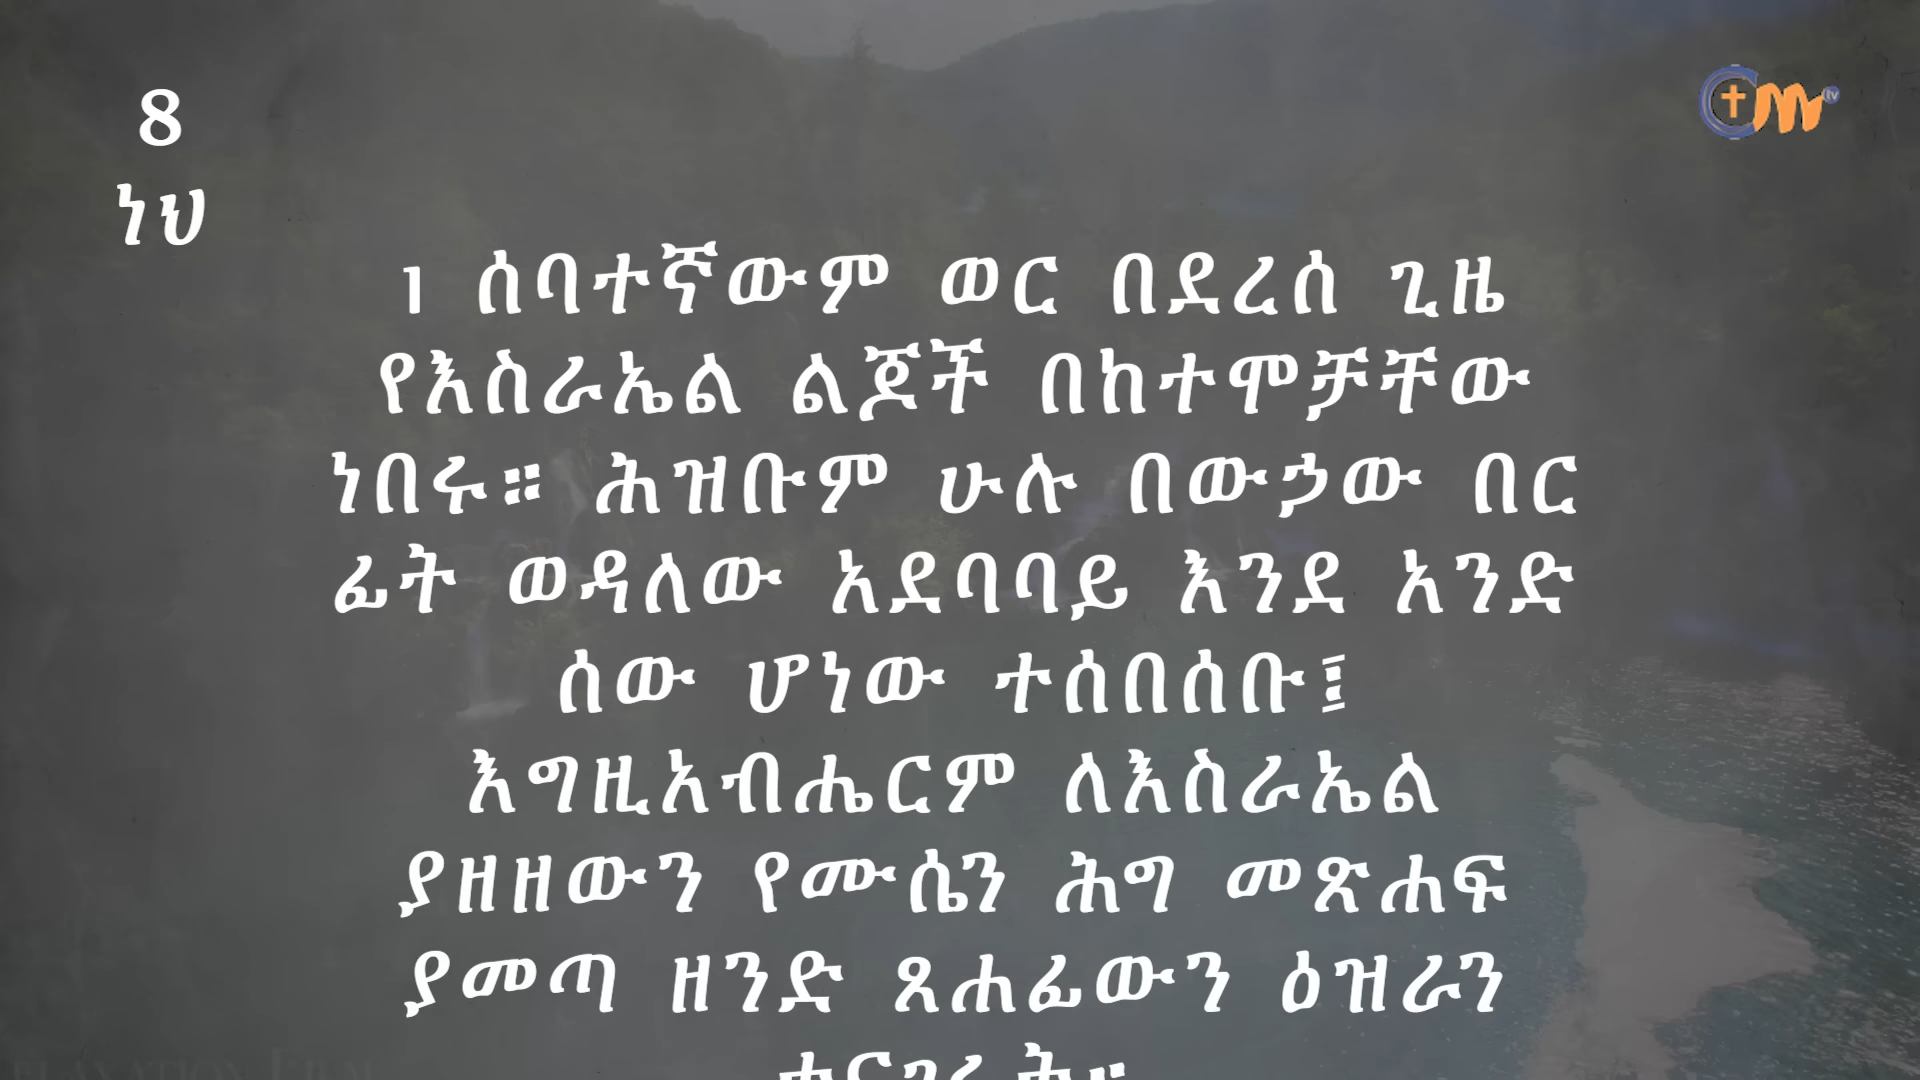 8
ነህ
1 ሰባተኛውም ወር በደረሰ ጊዜ
የእስራኤል ልጆች በከተሞቻቸው
ነበሩ። ሕዝቡም ሁሉ በውኃው በር
ፊት ወዳለው አደባባይ እንደ አንድ
ሰው ሆነው ተሰበሰቡ፤
እግዚአብሔርም ለእስራኤል
ያዘዘውን የሙሴን ሕግ መጽሐፍ
ያመጣ ዘንድ ጸሐፊውን ዕዝራን